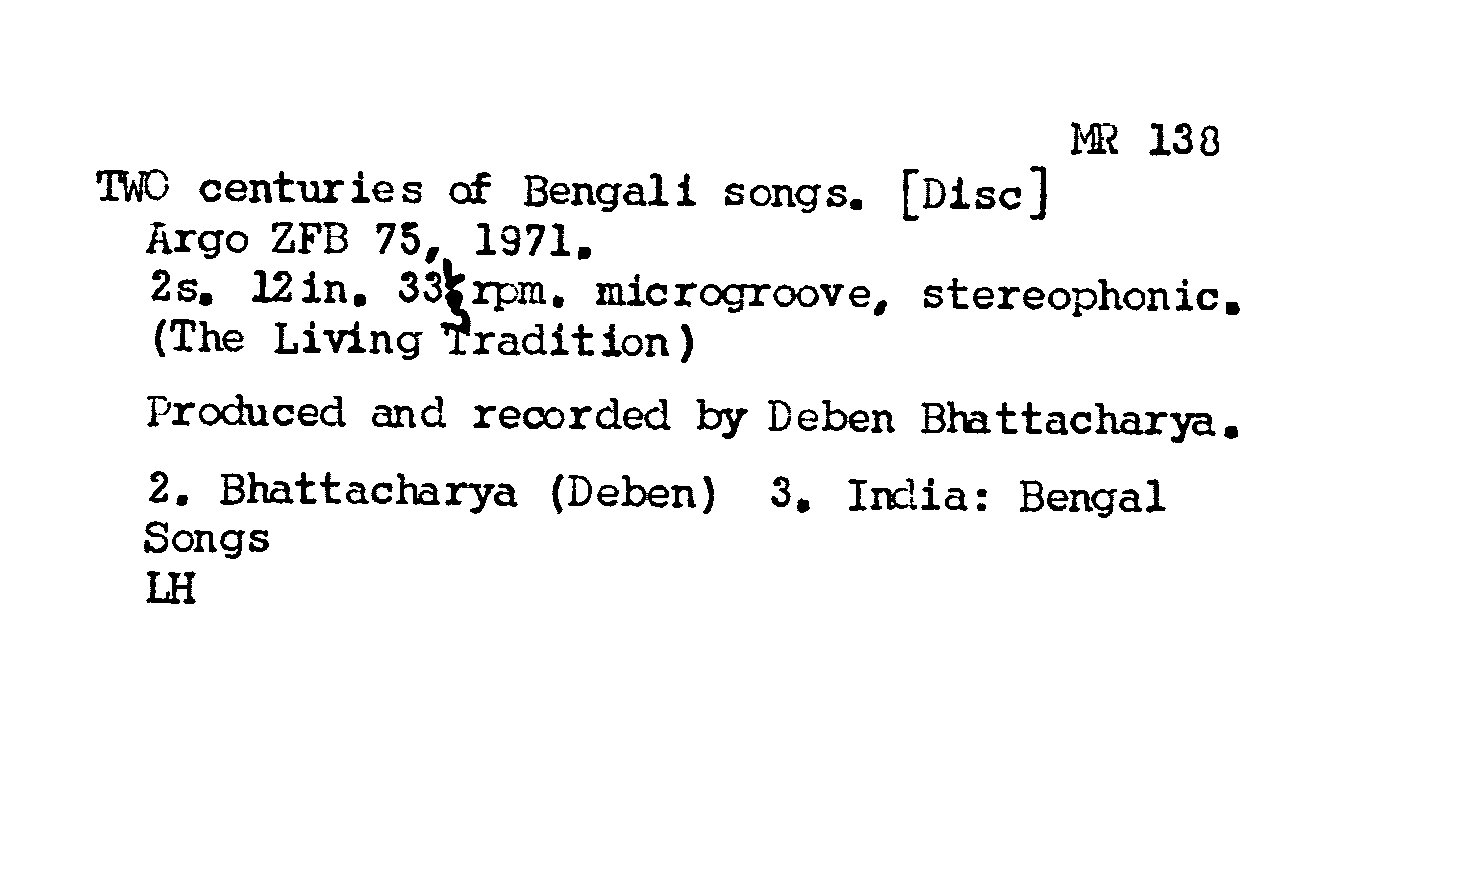 MR 138
TWO centuries of Bengali songs. [Disc]
Argo ZFB 75, 1971.
2s. 12in. 33⅓ rpm. microgroove, stereophonic.
(The Living Tradition)
Produced and recorded by Deben Bhattacharya.
2. Bhattacharya (Deben) 3. India: Bengal
Songs
LH